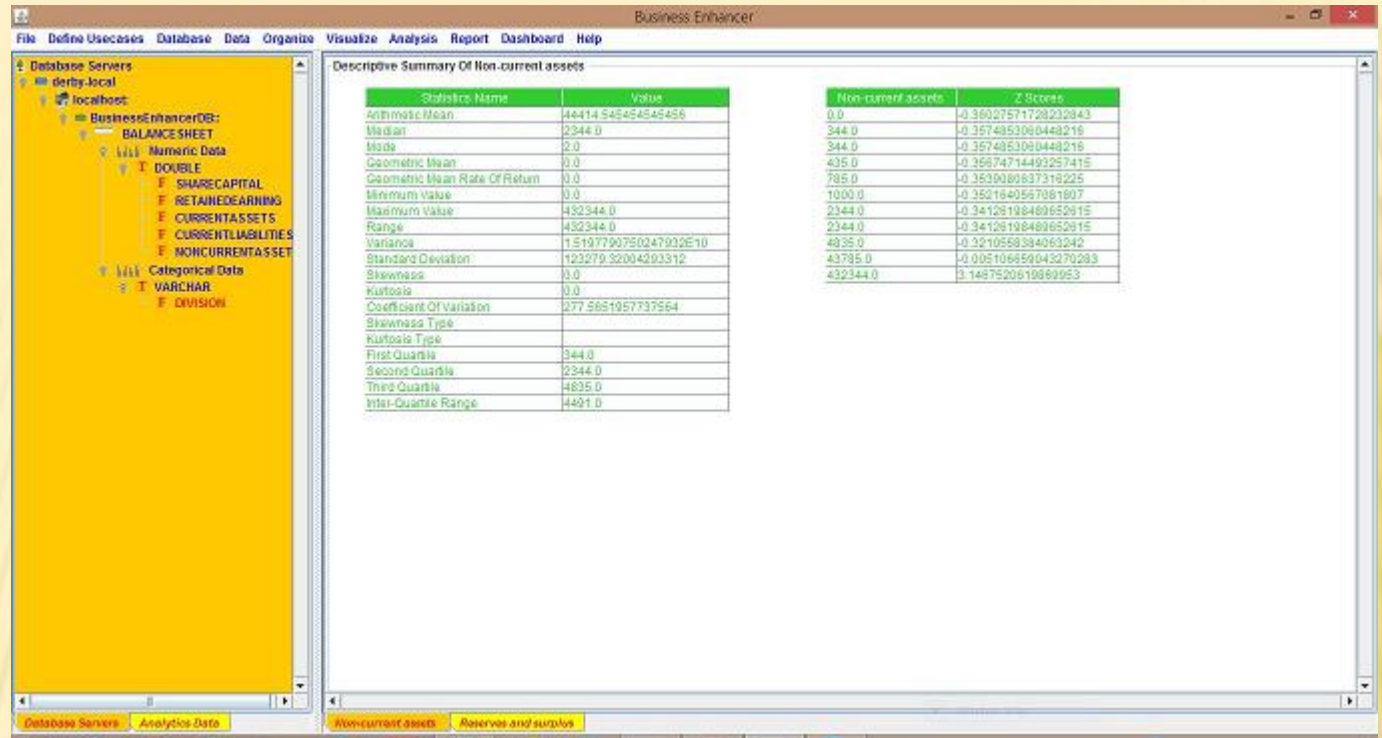 Business Enhancer
File Define Usecases Database Data Organize Visualize Analysis Report Dashboard Help
Database Servers
derby-local
localhost:
BusinessEnhancerDB::
BALANCESHEET
Numeric Data
T DOUBLE
F SHARECAPITAL
F RETAINEDEARNING
F CURRENTASSETS
F CURRENTLIABILITIES
F NONCURRENTASSET
Categorical Data
T VARCHAR
F DIVISION
Database Servers Analytics Data
Descriptive Summary Of Non-current assets
Statistics Name Value
Arithmetic Mean 44414.545454545456
Median 2344.0
Mode 2.0
Geometric Mean 0.0
Geometric Mean Rate Of Return 0.0
Minimum Value 0.0
Maximum Value 432344.0
Range 432344.0
Variance 1.5197790750247932E10
Standard Deviation 123279.32004293312
Skewness 0.0
Kurtosis 0.0
Coefficient Of Variation 277.5651957737564
Skewness Type
Kurtosis Type
First Quartile 344.0
Second Quartile 2344.0
Third Quartile 4835.0
Inter-Quartile Range 4491.0
Non-current assets Z Scores
0.0 -0.36027571728232843
344.0 -0.3574853060448216
344.0 -0.3574853060448216
435.0 -0.35674714493257415
785.0 -0.3539080837316225
1000.0 -0.3521640567081807
2344.0 -0.34126198489652615
2344.0 -0.34126198489652615
4835.0 -0.3210558384063242
43785.0 -0.005106659043270283
432344.0 3.1467520619869953
Non-current assets Reserves and surplus